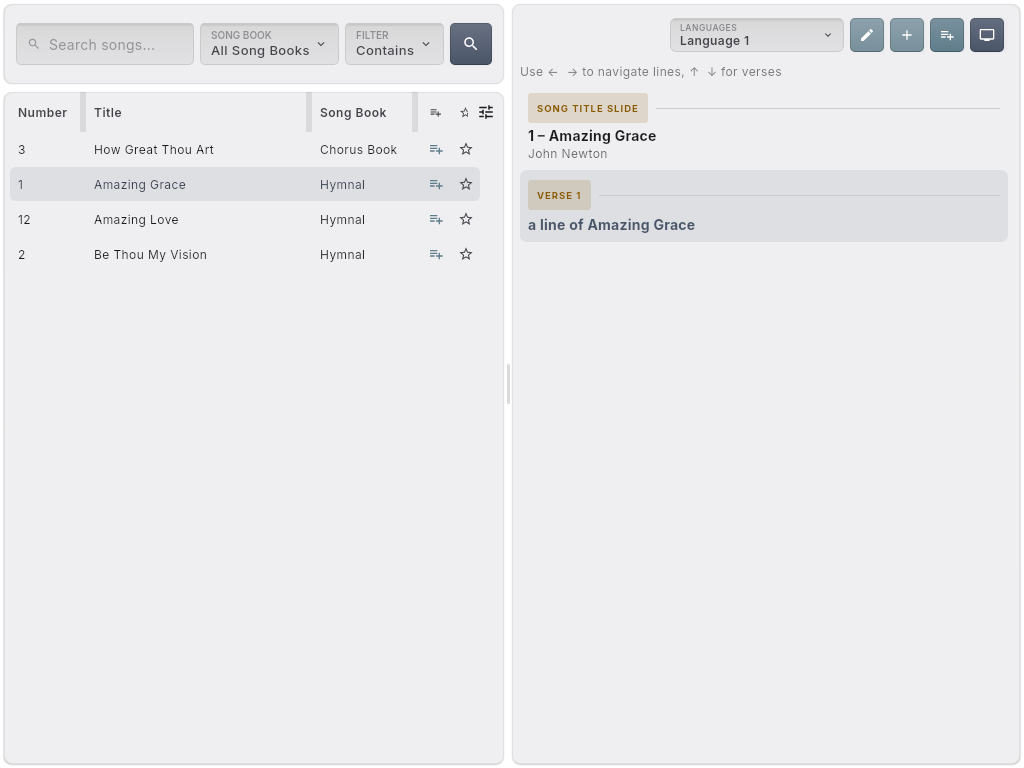 Search songs...
SONG BOOK
All Song Books
FILTER
Contains
Number Title Song Book
3 How Great Thou Art Chorus Book
1 Amazing Grace Hymnal
12 Amazing Love Hymnal
2 Be Thou My Vision Hymnal
LANGUAGES
Language 1
Use ← → to navigate lines, ↑ ↓ for verses
SONG TITLE SLIDE
1 – Amazing Grace
John Newton
VERSE 1
a line of Amazing Grace